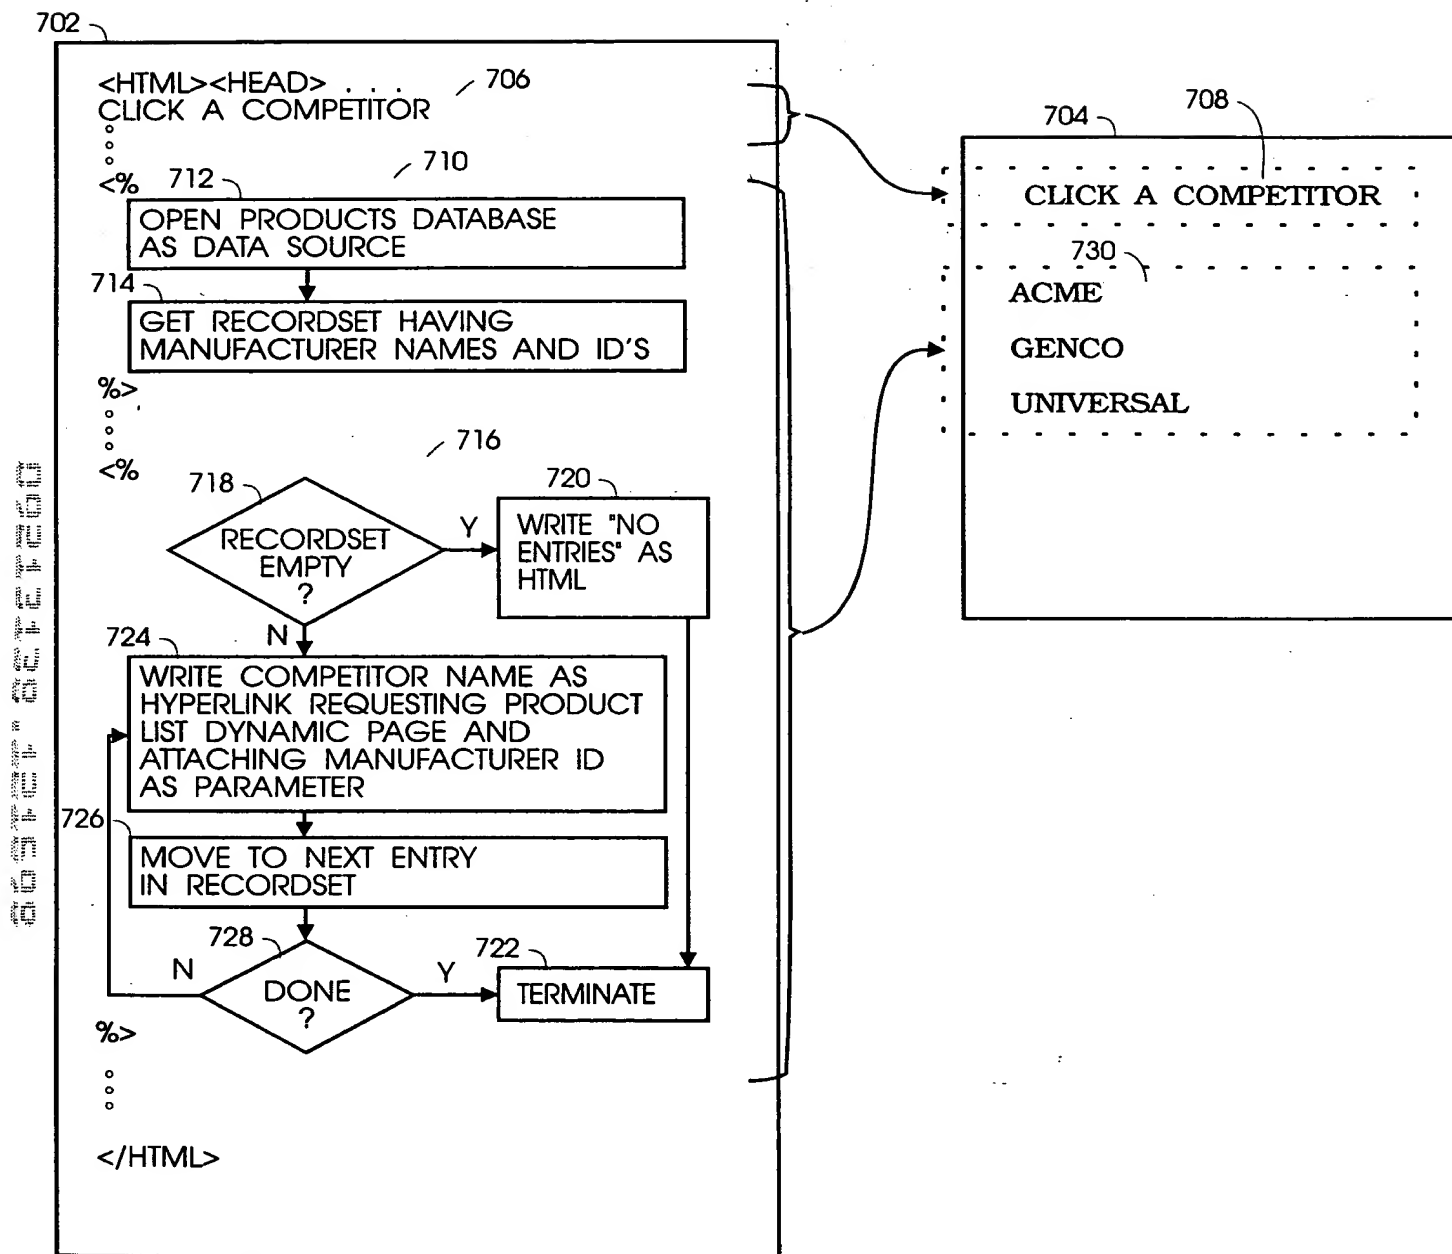 702
<HTML><HEAD> . . .
706
CLICK A COMPETITOR
710
<%
712
OPEN PRODUCTS DATABASE
AS DATA SOURCE
714
GET RECORDSET HAVING
MANUFACTURER NAMES AND ID'S
%>
716
<%
718
RECORDSET
EMPTY
?
Y
N
720
WRITE "NO
ENTRIES" AS
HTML
724
WRITE COMPETITOR NAME AS
HYPERLINK REQUESTING PRODUCT
LIST DYNAMIC PAGE AND
ATTACHING MANUFACTURER ID
AS PARAMETER
726
MOVE TO NEXT ENTRY
IN RECORDSET
728
N
DONE
?
Y
722
TERMINATE
%>
</HTML>
704
708
CLICK A COMPETITOR
730
ACME
GENCO
UNIVERSAL